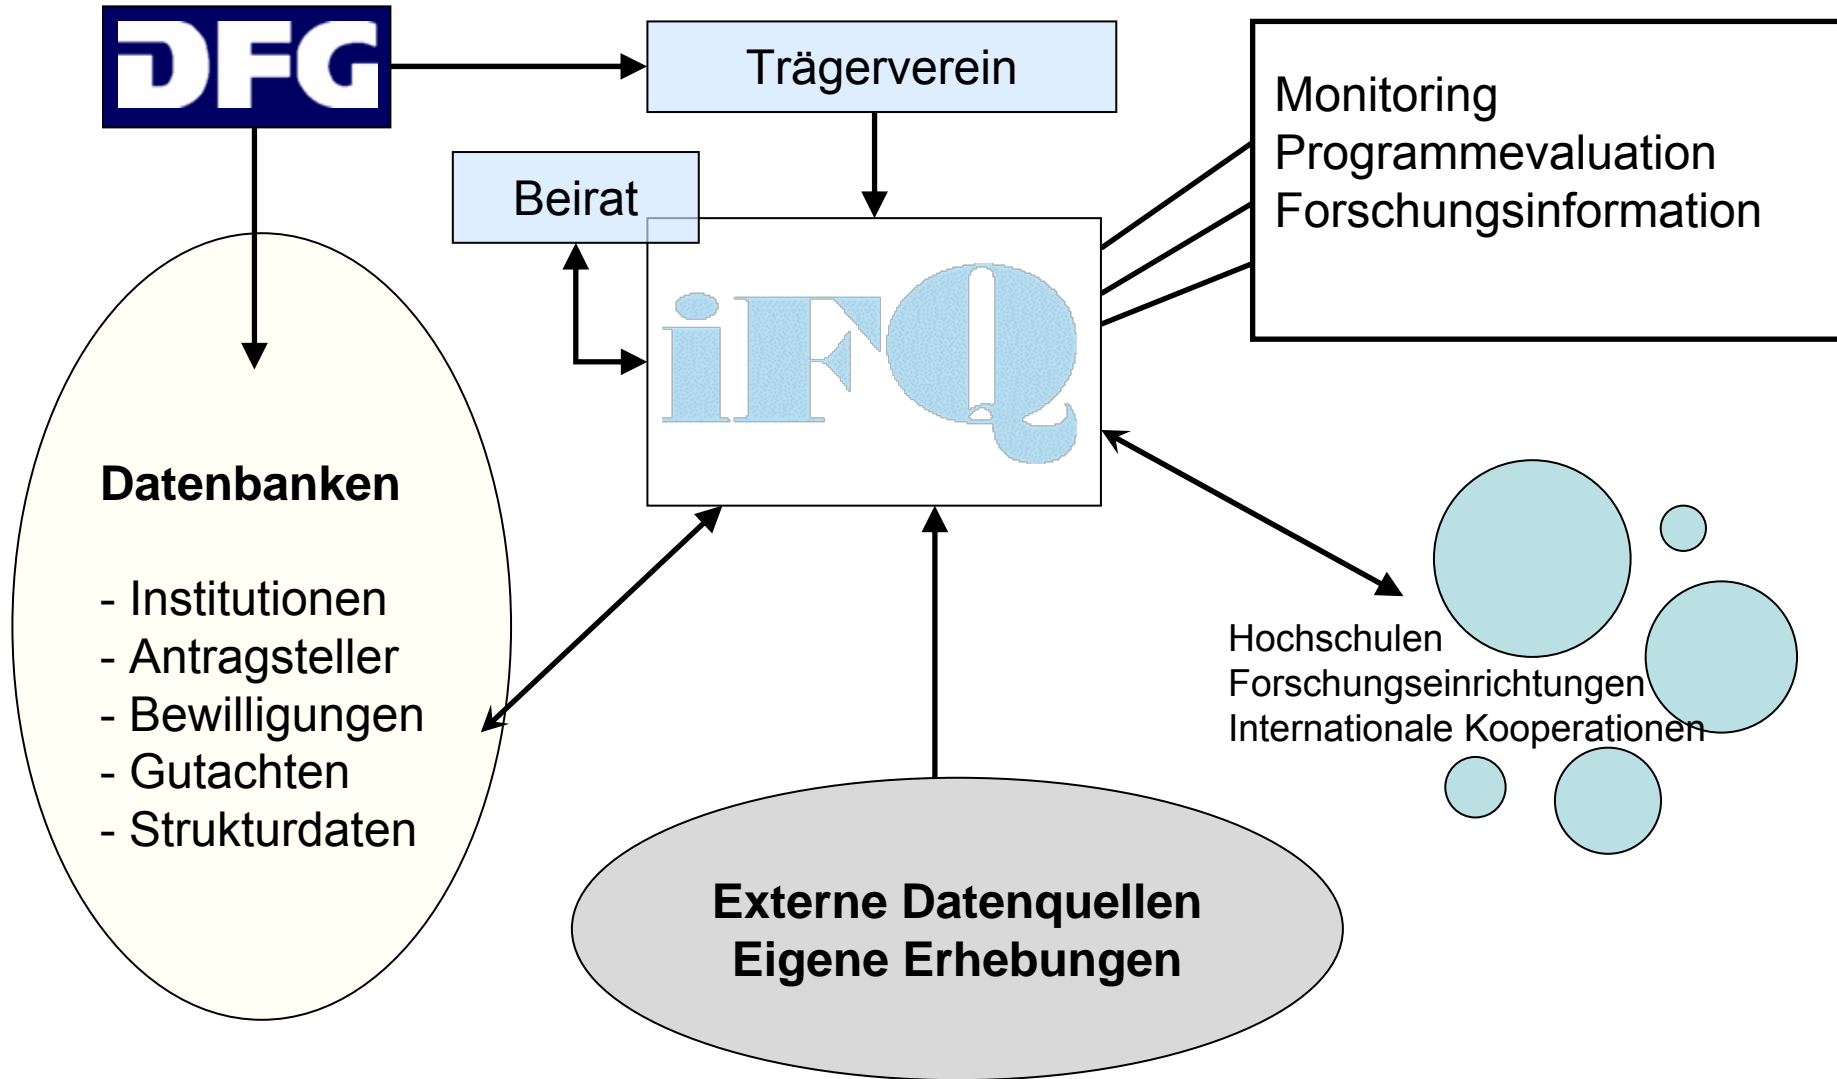 DFG
Trägerverein
Monitoring
Programmevaluation
Forschungsinformation
Beirat
iFQ
Datenbanken
- Institutionen
- Antragsteller
- Bewilligungen
- Gutachten
- Strukturdaten
Hochschulen
Forschungseinrichtungen
Internationale Kooperationen
Externe Datenquellen
Eigene Erhebungen